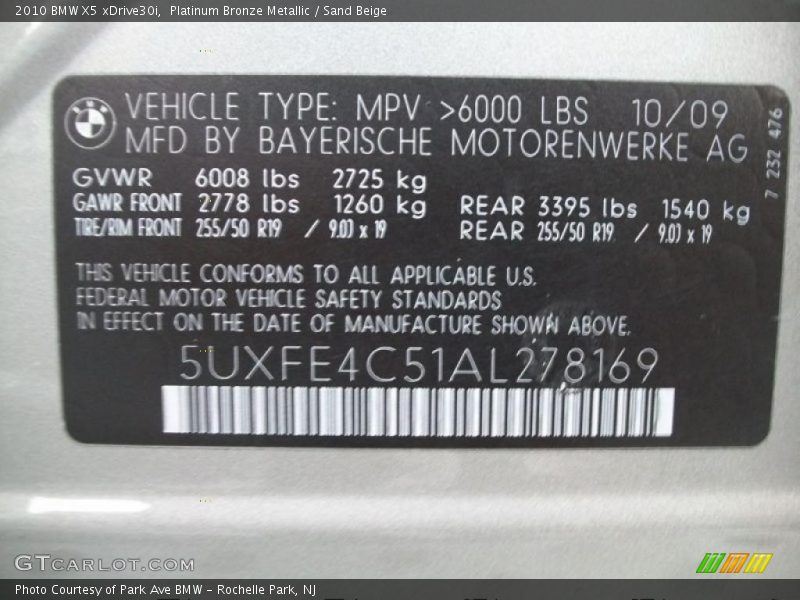 2010 BMW X5 xDrive30i,  Platinum Bronze Metallic / Sand Beige
VEHICLE TYPE: MPV >6000 LBS 10/09
MFD BY BAYERISCHE MOTORENWERKE AG
GVWR 6008 lbs 2725 kg
GAWR FRONT 2778 lbs 1260 kg REAR 3395 lbs 1540 kg
TIRE/RIM FRONT 255/50 R19 / 9.0J x 19 REAR 255/50 R19 / 9.0J x 19
7 232 476
THIS VEHICLE CONFORMS TO ALL APPLICABLE U.S.
FEDERAL MOTOR VEHICLE SAFETY STANDARDS
IN EFFECT ON THE DATE OF MANUFACTURE SHOWN ABOVE.
5UXFE4C51AL278169
GTCARLOT.COM
Photo Courtesy of Park Ave BMW - Rochelle Park, NJ